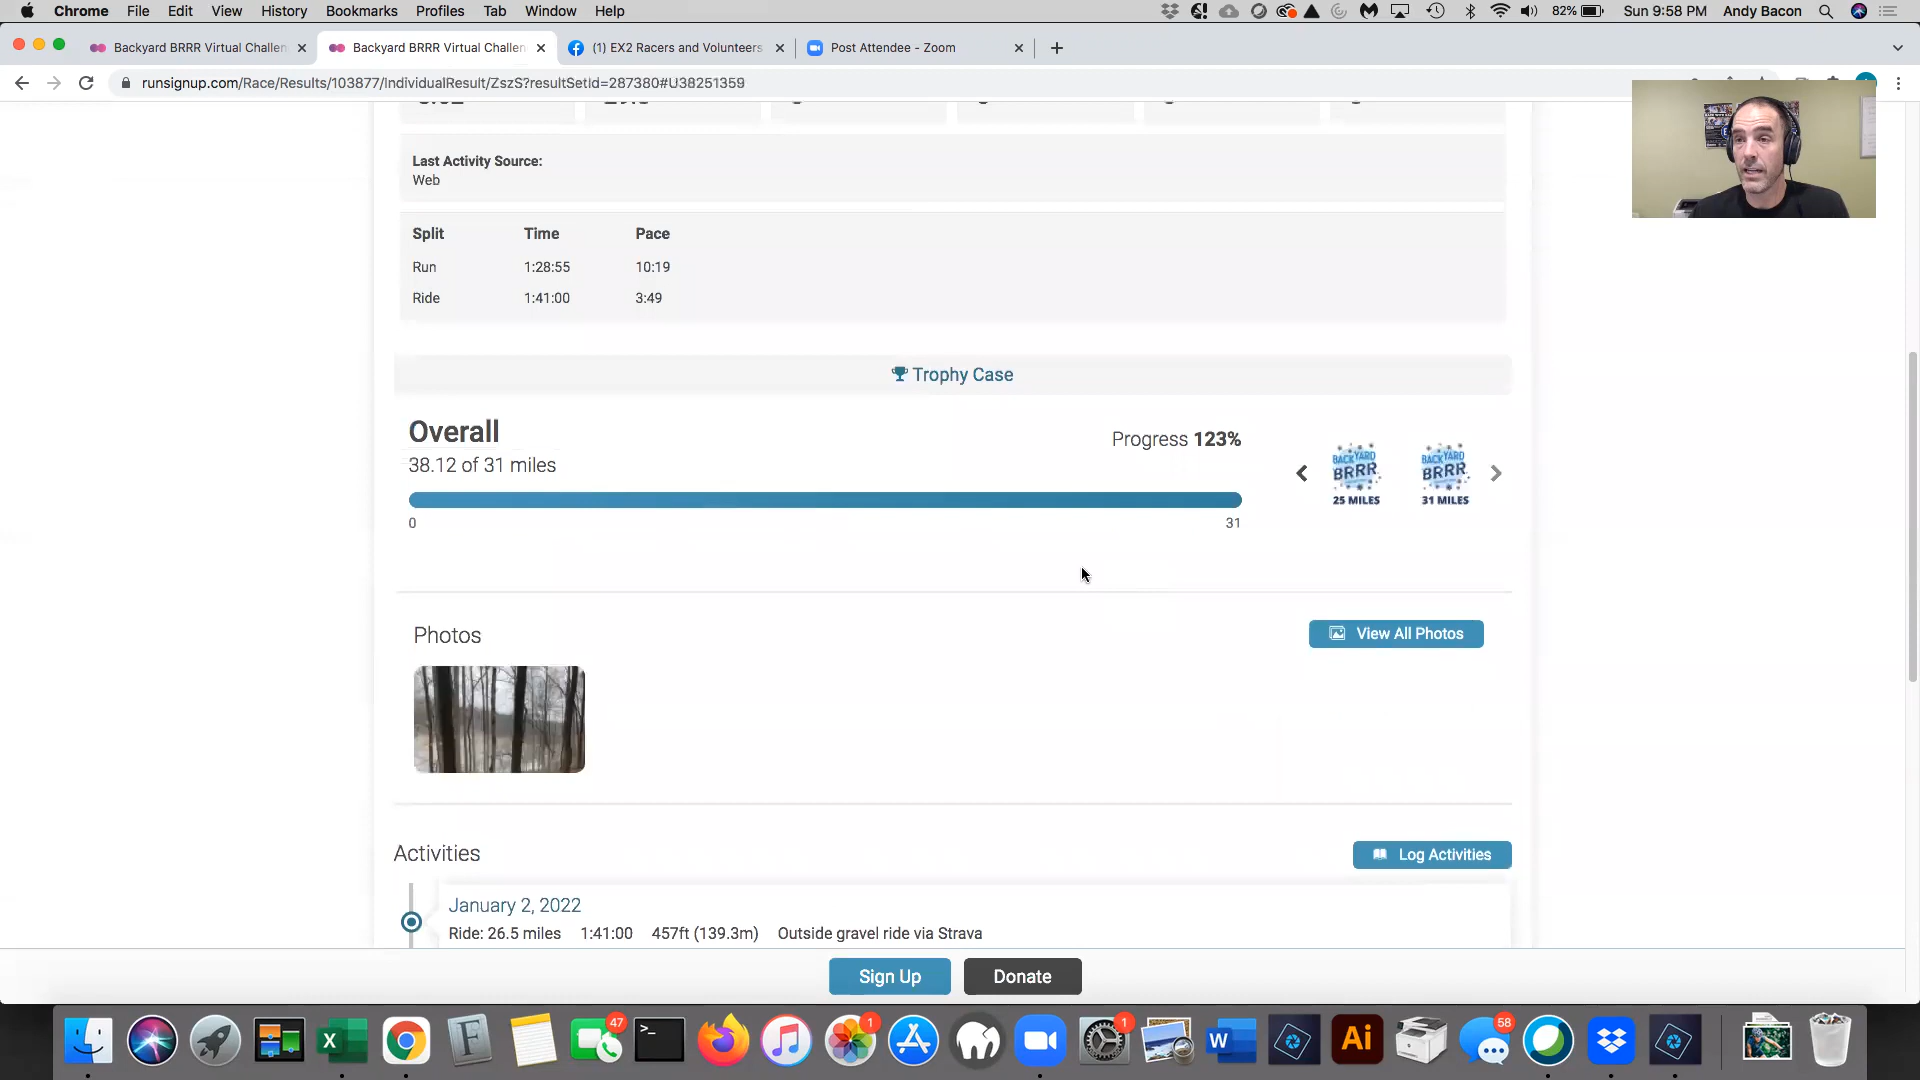 Chrome File Edit View History Bookmarks Profiles Tab Window Help
82% Sun 9:58 PM Andy Bacon
Backyard BRRR Virtual Challen
Backyard BRRR Virtual Challen
(1) EX2 Racers and Volunteers
Post Attendee - Zoom
runsignup.com/Race/Results/103877/IndividualResult/ZszS?resultSetId=287380#U38251359
Last Activity Source:
Web
Split Time Pace
Run 1:28:55 10:19
Ride 1:41:00 3:49
Trophy Case
Overall
Progress 123%
38.12 of 31 miles
0 31
BACKYARD
BRRR
25 MILES
BACKYARD
BRRR
31 MILES
Photos
View All Photos
Activities
Log Activities
January 2, 2022
Ride: 26.5 miles 1:41:00 457ft (139.3m) Outside gravel ride via Strava
Sign Up
Donate
47
1
1
58
X
F
>_
W
Ai